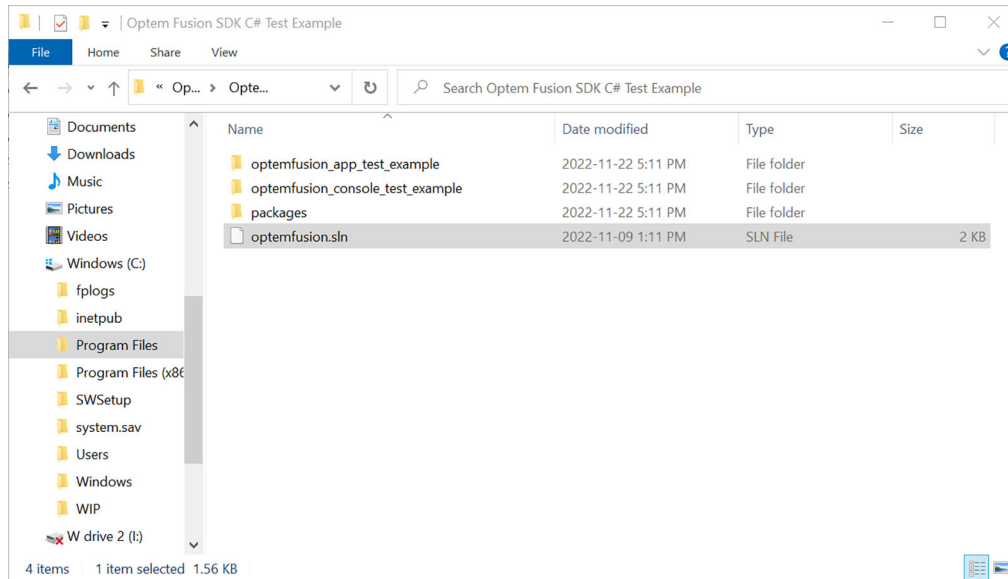 Optem Fusion SDK C# Test Example
File Home Share View
« Op... Opte... Search Optem Fusion SDK C# Test Example
Documents
Downloads
Music
Pictures
Videos
Windows (C:)
fplogs
inetpub
Program Files
Program Files (x86
SWSetup
system.sav
Users
Windows
WIP
W drive 2 (I:)
Name Date modified Type Size
optemfusion_app_test_example 2022-11-22 5:11 PM File folder
optemfusion_console_test_example 2022-11-22 5:11 PM File folder
packages 2022-11-22 5:11 PM File folder
optemfusion.sln 2022-11-09 1:11 PM SLN File 2 KB
4 items 1 item selected 1.56 KB